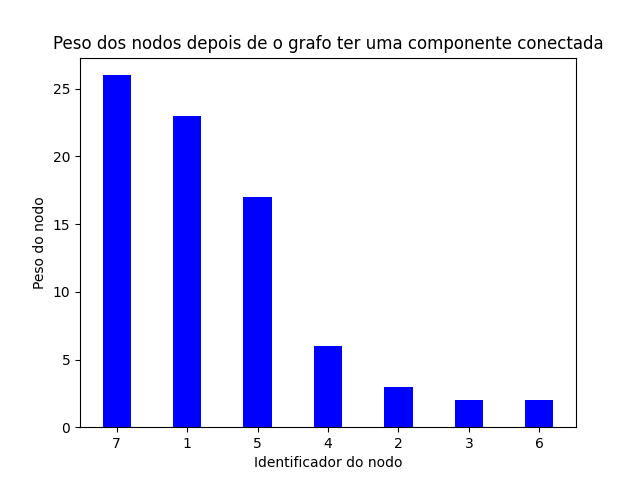 Peso dos nodos depois de o grafo ter uma componente conectada
Peso do nodo
25
20
15
10
5
0
7 1 5 4 2 3 6
Identificador do nodo